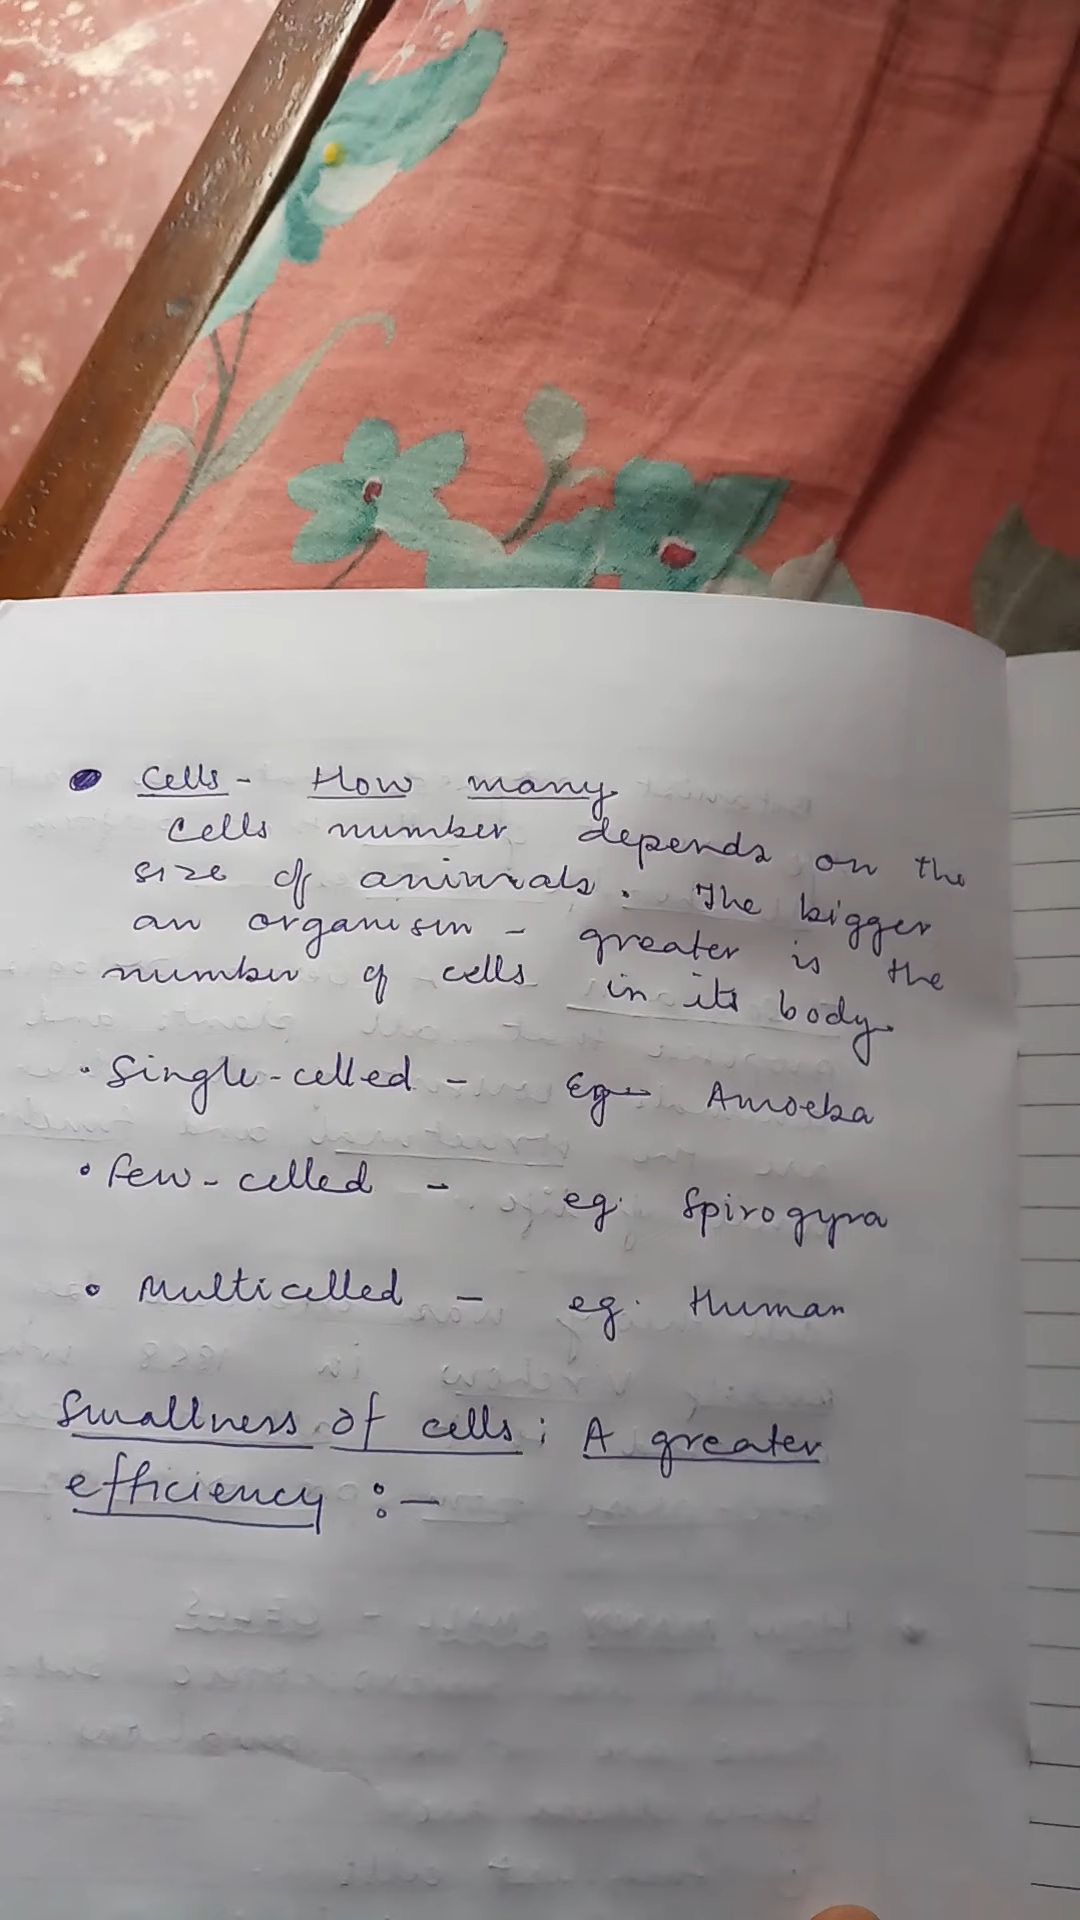 Cells - How many.
Cells number depends on the
size of animals. The bigger
an organism - greater is the
number of cells in its body.
• Single-celled - Eg- Amoeba
• Few-celled - eg. Spirogyra
• Multicelled - eg. Human
Smallness of cells ; A greater
efficiency :-